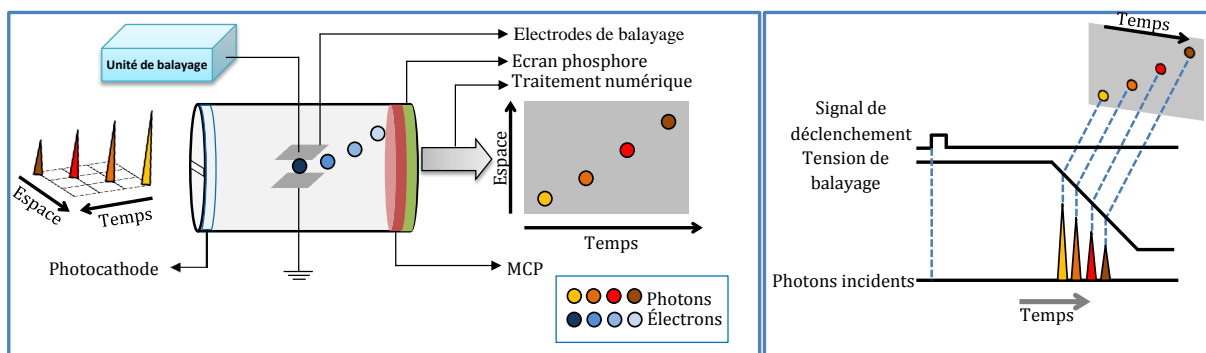 Unité de balayage
Electrodes de balayage
Ecran phosphore
Traitement numérique
Espace
Temps
Espace
Temps
Photocathode
MCP
Photons
Électrons
Temps
Signal de
déclenchement
Tension de
balayage
Photons incidents
Temps